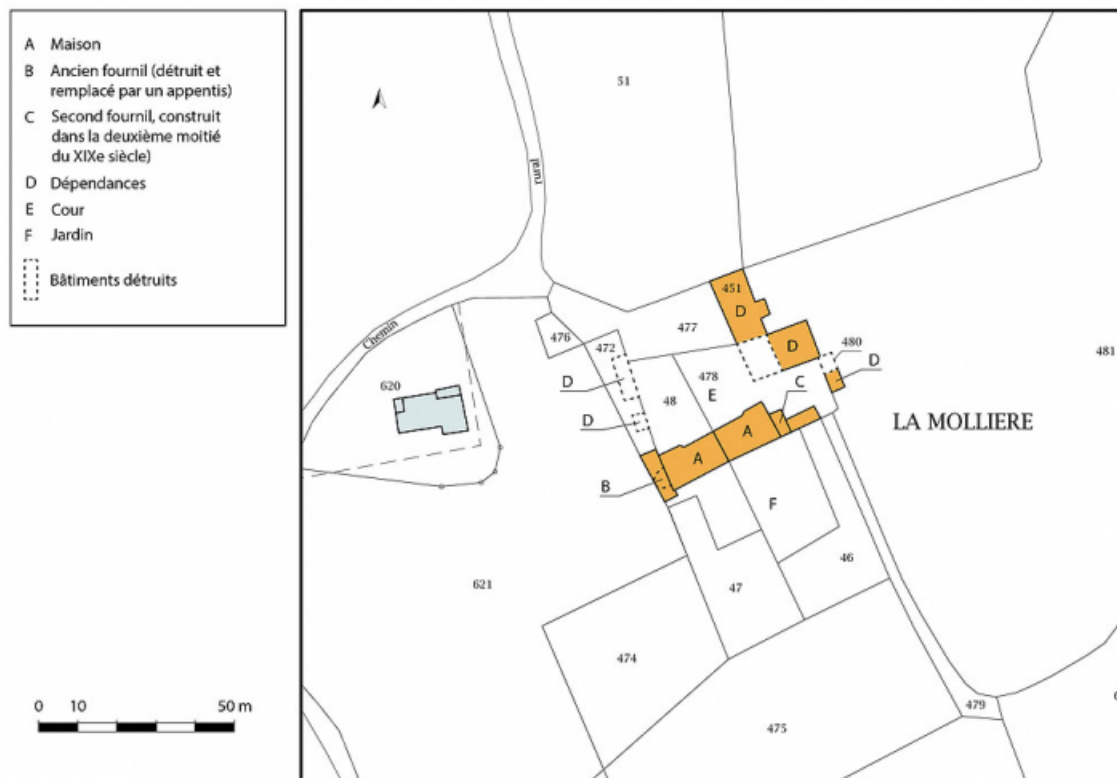 A Maison
B Ancien fournil (détruit et
remplacé par un appentis)
C Second fournil, construit
dans la deuxième moitié
du XIXe siècle)
D Dépendances
E Cour
F Jardin
Bâtiments détruits
0 10 50 m
51
rural
Chemin
451
D
477
476
472
D
480
D
481
478
E
C
D
48
620
D
A
A
B
LA MOLLIERE
F
46
621
47
474
475
479